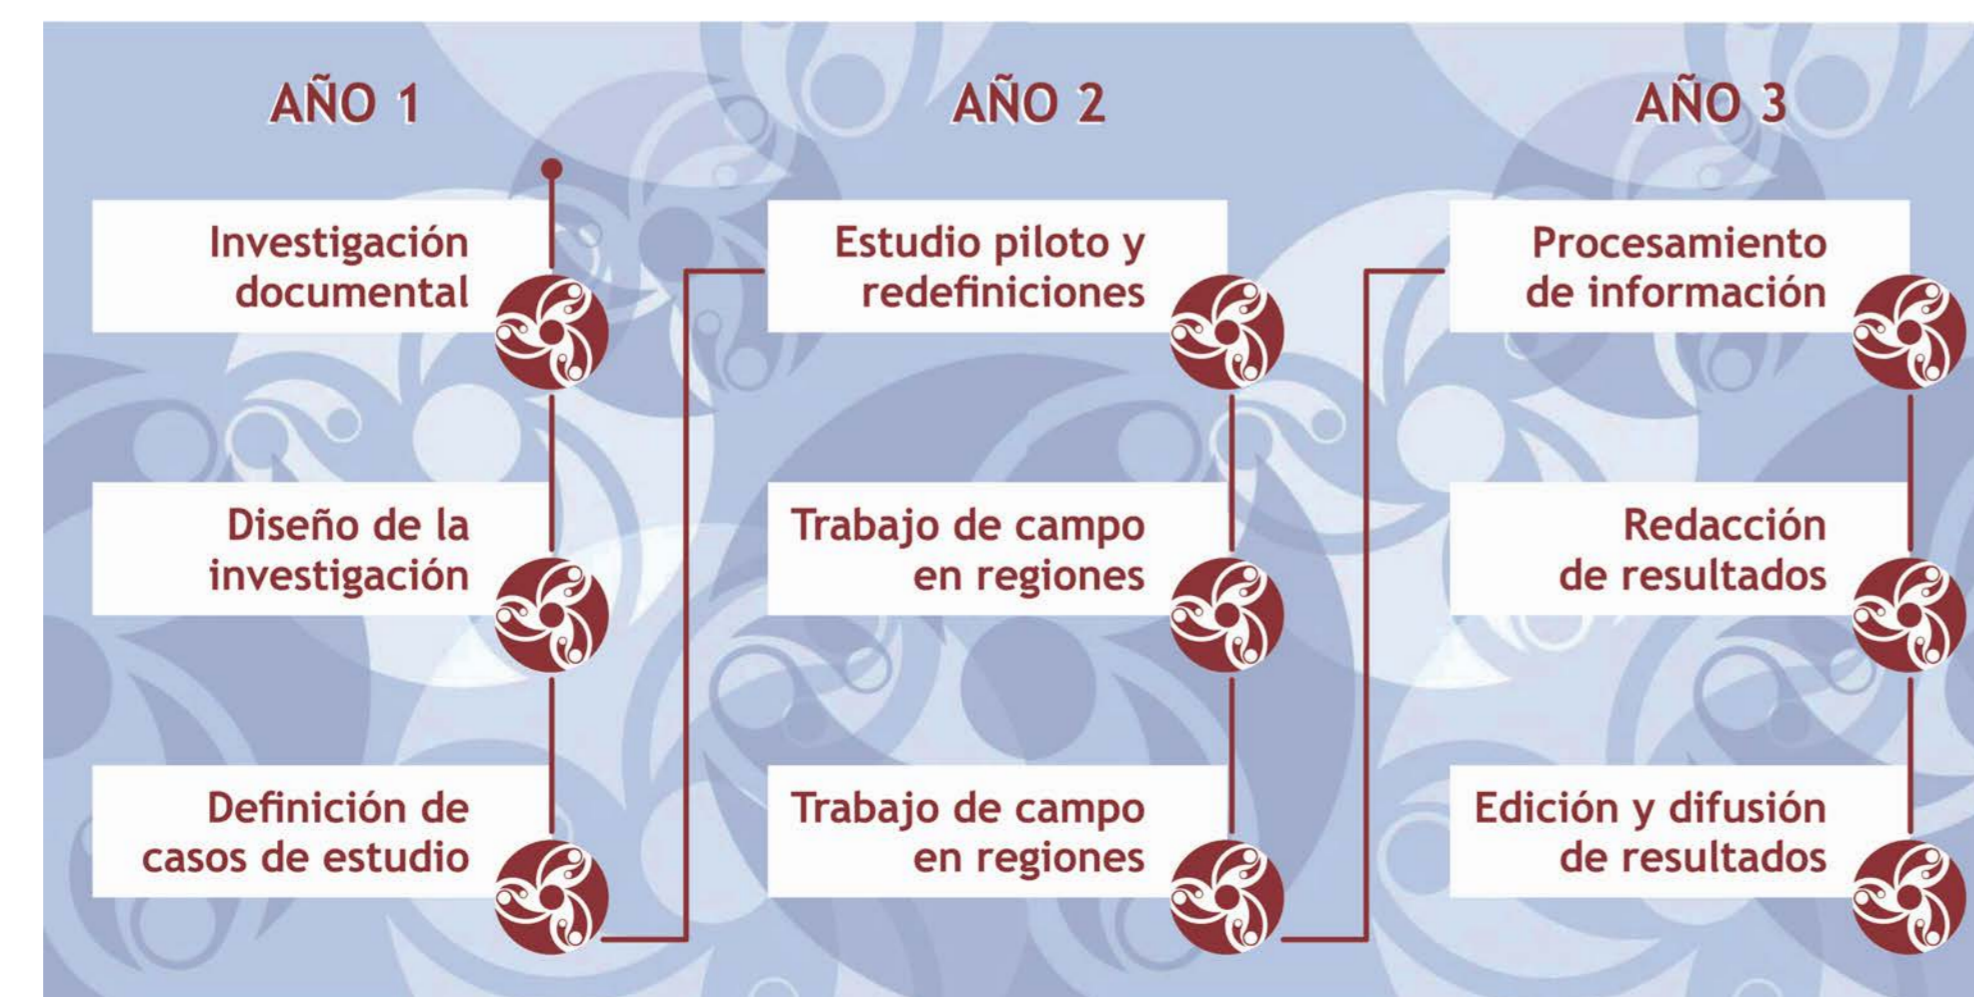 AÑO 1
Investigación
documental
Diseño de la
investigación
Definición de
casos de estudio
AÑO 2
Estudio piloto y
redefiniciones
Trabajo de campo
en regiones
Trabajo de campo
en regiones
AÑO 3
Procesamiento
de información
Redacción
de resultados
Edición y difusión
de resultados